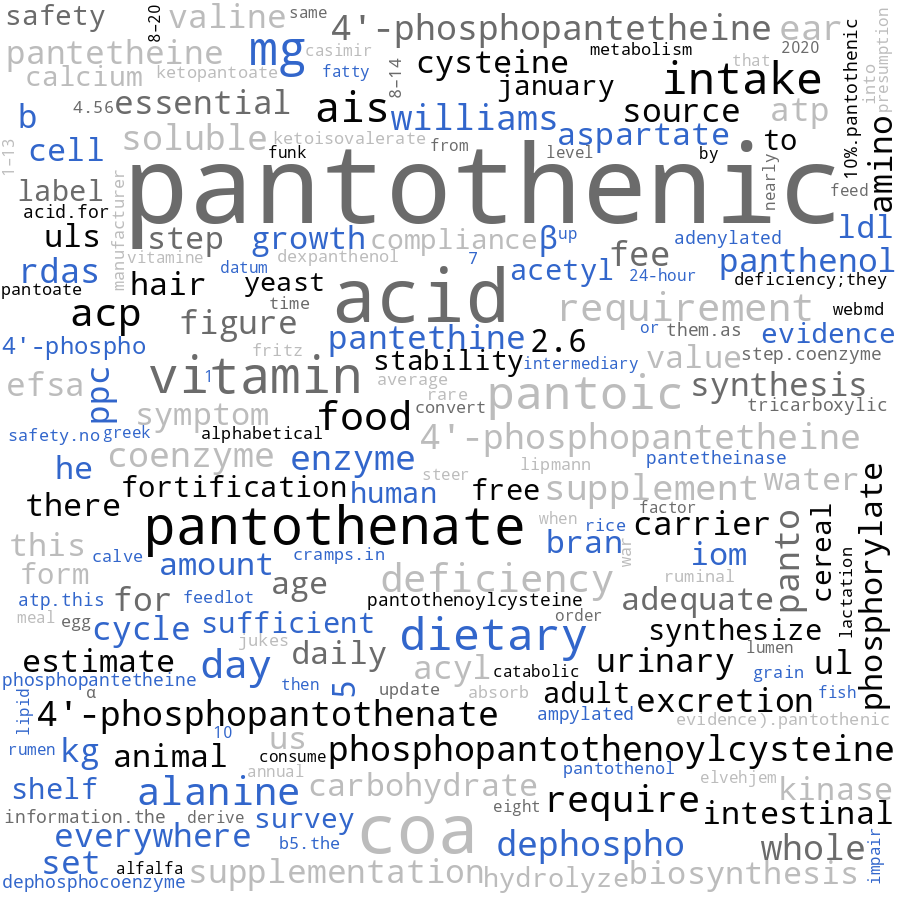 safety 8–20 valine same 4'-phosphopantetheine ear
pantetheine mg casimir metabolism that 2020 10%.pantothenic into presumption
calcium ketopantoate fatty 8–14 cysteine january intake
b 4.56 essential ais williams source atp
1–13 cell soluble ketoisovalerate funk from aspartate level by to nearly amino
label manufacturer pantothenic feed
acid.for
uls step growth compliance β up fee adenylated ldl
vitamine dexpanthenol 7
rdas datum acetyl 24-hour panthenol
pantoate hair yeast acid deficiency;they
acp figure time requirement webmd
4'-phospho fritz pantethine 2.6 or them.as evidence
stability intermediary value step.coenzyme
efsa ppc vitamin 1 average rare pantoic synthesis
symptom food convert tricarboxylic
safety.no greek alphabetical 4'-phosphopantetheine
he coenzyme enzyme steer lipmann pantetheinase
there fortification human free supplement water
pantothenate when rice factor carrier panto cereal phosphorylate
this calve amount cramps.in bran war iom lactation
form age deficiency ruminal
atp.this for feedlot pantothenoylcysteine adequate
meal egg cycle sufficient order
jukes dietary synthesize
estimate day daily acyl catabolic lumen urinary ul
phosphopantetheine then 5 grain
lipid α update absorb adult excretion fish
4'-phosphopantothenate ampylated evidence).pantothenic
rumen kg 10 us
animal consume phosphopantothenoylcysteine
annual pantothenol elvehjem
shelf alanine carbohydrate kinase
information.the derive eight require intestinal
everywhere survey b5.the coa dephospho whole impair
set alfalfa
dephosphocoenzyme supplementation hydrolyze biosynthesis